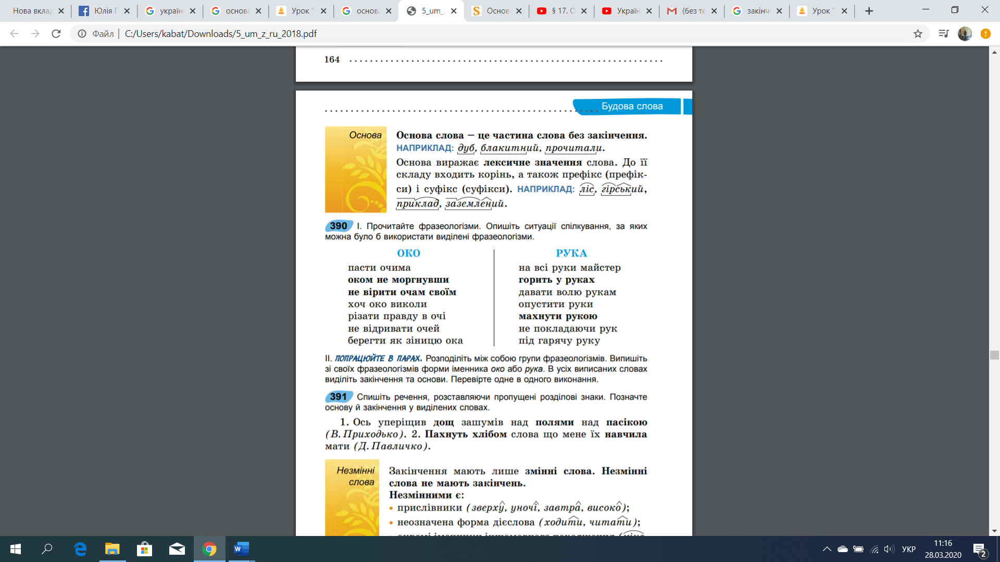 Нова вклад
Юлія Г
україн
основа
Урок "
основа
5_um_
Основ
§ 17. О
Україн
(без те
закінч
Урок "
Файл
C:/Users/kabat/Downloads/5_um_z_ru_2018.pdf
164
Будова слова
Основа
Основа слова – це частина слова без закінчення.
НАПРИКЛАД: дуб, блакитний, прочитали.
Основа виражає лексичне значення слова. До її
складу входить корінь, а також префікс (префік-
си) і суфікс (суфікси). НАПРИКЛАД: ліс, гірський,
приклад, заземлений.
390 І. Прочитайте фразеологізми. Опишіть ситуації спілкування, за яких
можна було б використати виділені фразеологізми.
ОКО
пасти очима
оком не моргнувши
не вірити очам своїм
хоч око виколи
різати правду в очі
не відривати очей
берегти як зіницю ока
РУКА
на всі руки майстер
горить у руках
давати волю рукам
опустити руки
махнути рукою
не покладаючи рук
під гарячу руку
ІІ. ПОПРАЦЮЙТЕ В ПАРАХ. Розподіліть між собою групи фразеологізмів. Випишіть
зі своїх фразеологізмів форми іменника око або рука. В усіх виписаних словах
виділіть закінчення та основи. Перевірте одне в одного виконання.
391 Спишіть речення, розставляючи пропущені розділові знаки. Позначте
основу й закінчення у виділених словах.
1. Ось уперіщив дощ зашумів над полями над пасікою
(В. Приходько). 2. Пахнуть хлібом слова що мене їх навчила
мати (Д. Павличко).
Незмінні
слова
Закінчення мають лише змінні слова. Незмінні
слова не мають закінчень.
Незмінними є:
• прислівники (зверху, уночі, завтра, високо);
• неозначена форма дієслова (ходити, читати);
УКР
11:16
28.03.2020
2